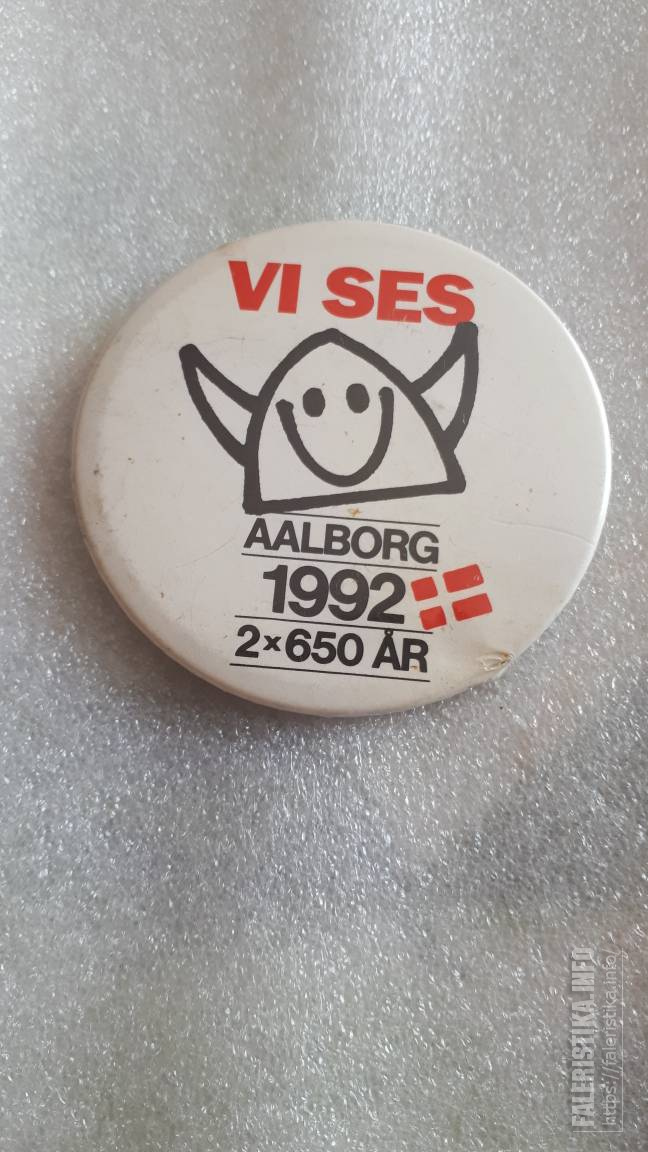 VI SES
AALBORG
1992
2×650 ÅR
FALERISTIKA.INFO
https://faleristika.info/